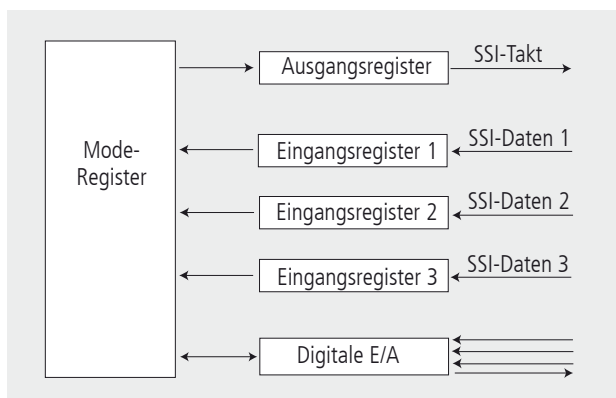 Ausgangsregister
SSI-Takt
Mode-
Register
Eingangsregister 1
SSI-Daten 1
Eingangsregister 2
SSI-Daten 2
Eingangsregister 3
SSI-Daten 3
Digitale E/A